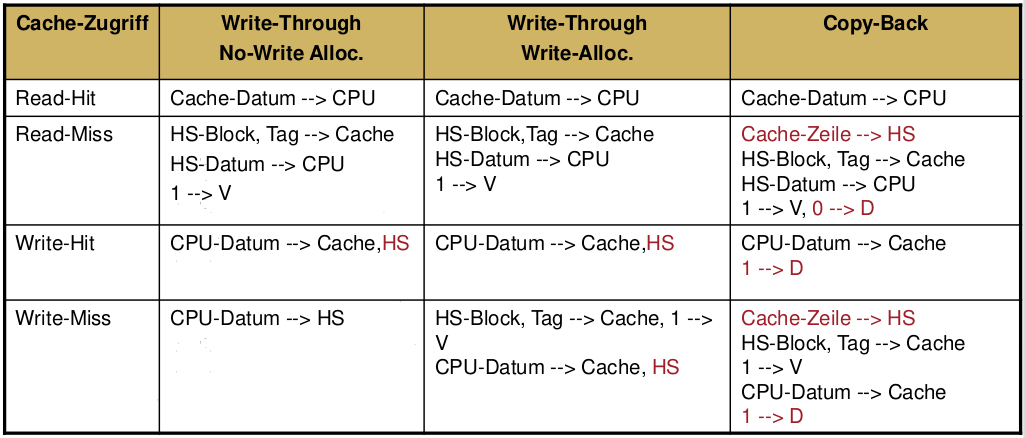 Cache-Zugriff
Write-Through
No-Write Alloc.
Write-Through
Write-Alloc.
Copy-Back
Read-Hit
Cache-Datum --> CPU
Cache-Datum --> CPU
Cache-Datum --> CPU
Read-Miss
HS-Block, Tag --> Cache
HS-Datum --> CPU
1 --> V
HS-Block,Tag --> Cache
HS-Datum --> CPU
1 --> V
Cache-Zeile --> HS
HS-Block, Tag --> Cache
HS-Datum --> CPU
1 --> V, 0 --> D
Write-Hit
CPU-Datum --> Cache,HS
CPU-Datum --> Cache,HS
CPU-Datum --> Cache
1 --> D
Write-Miss
CPU-Datum --> HS
HS-Block, Tag --> Cache, 1 -->
V
CPU-Datum --> Cache, HS
Cache-Zeile --> HS
HS-Block, Tag --> Cache
1 --> V
CPU-Datum --> Cache
1 --> D